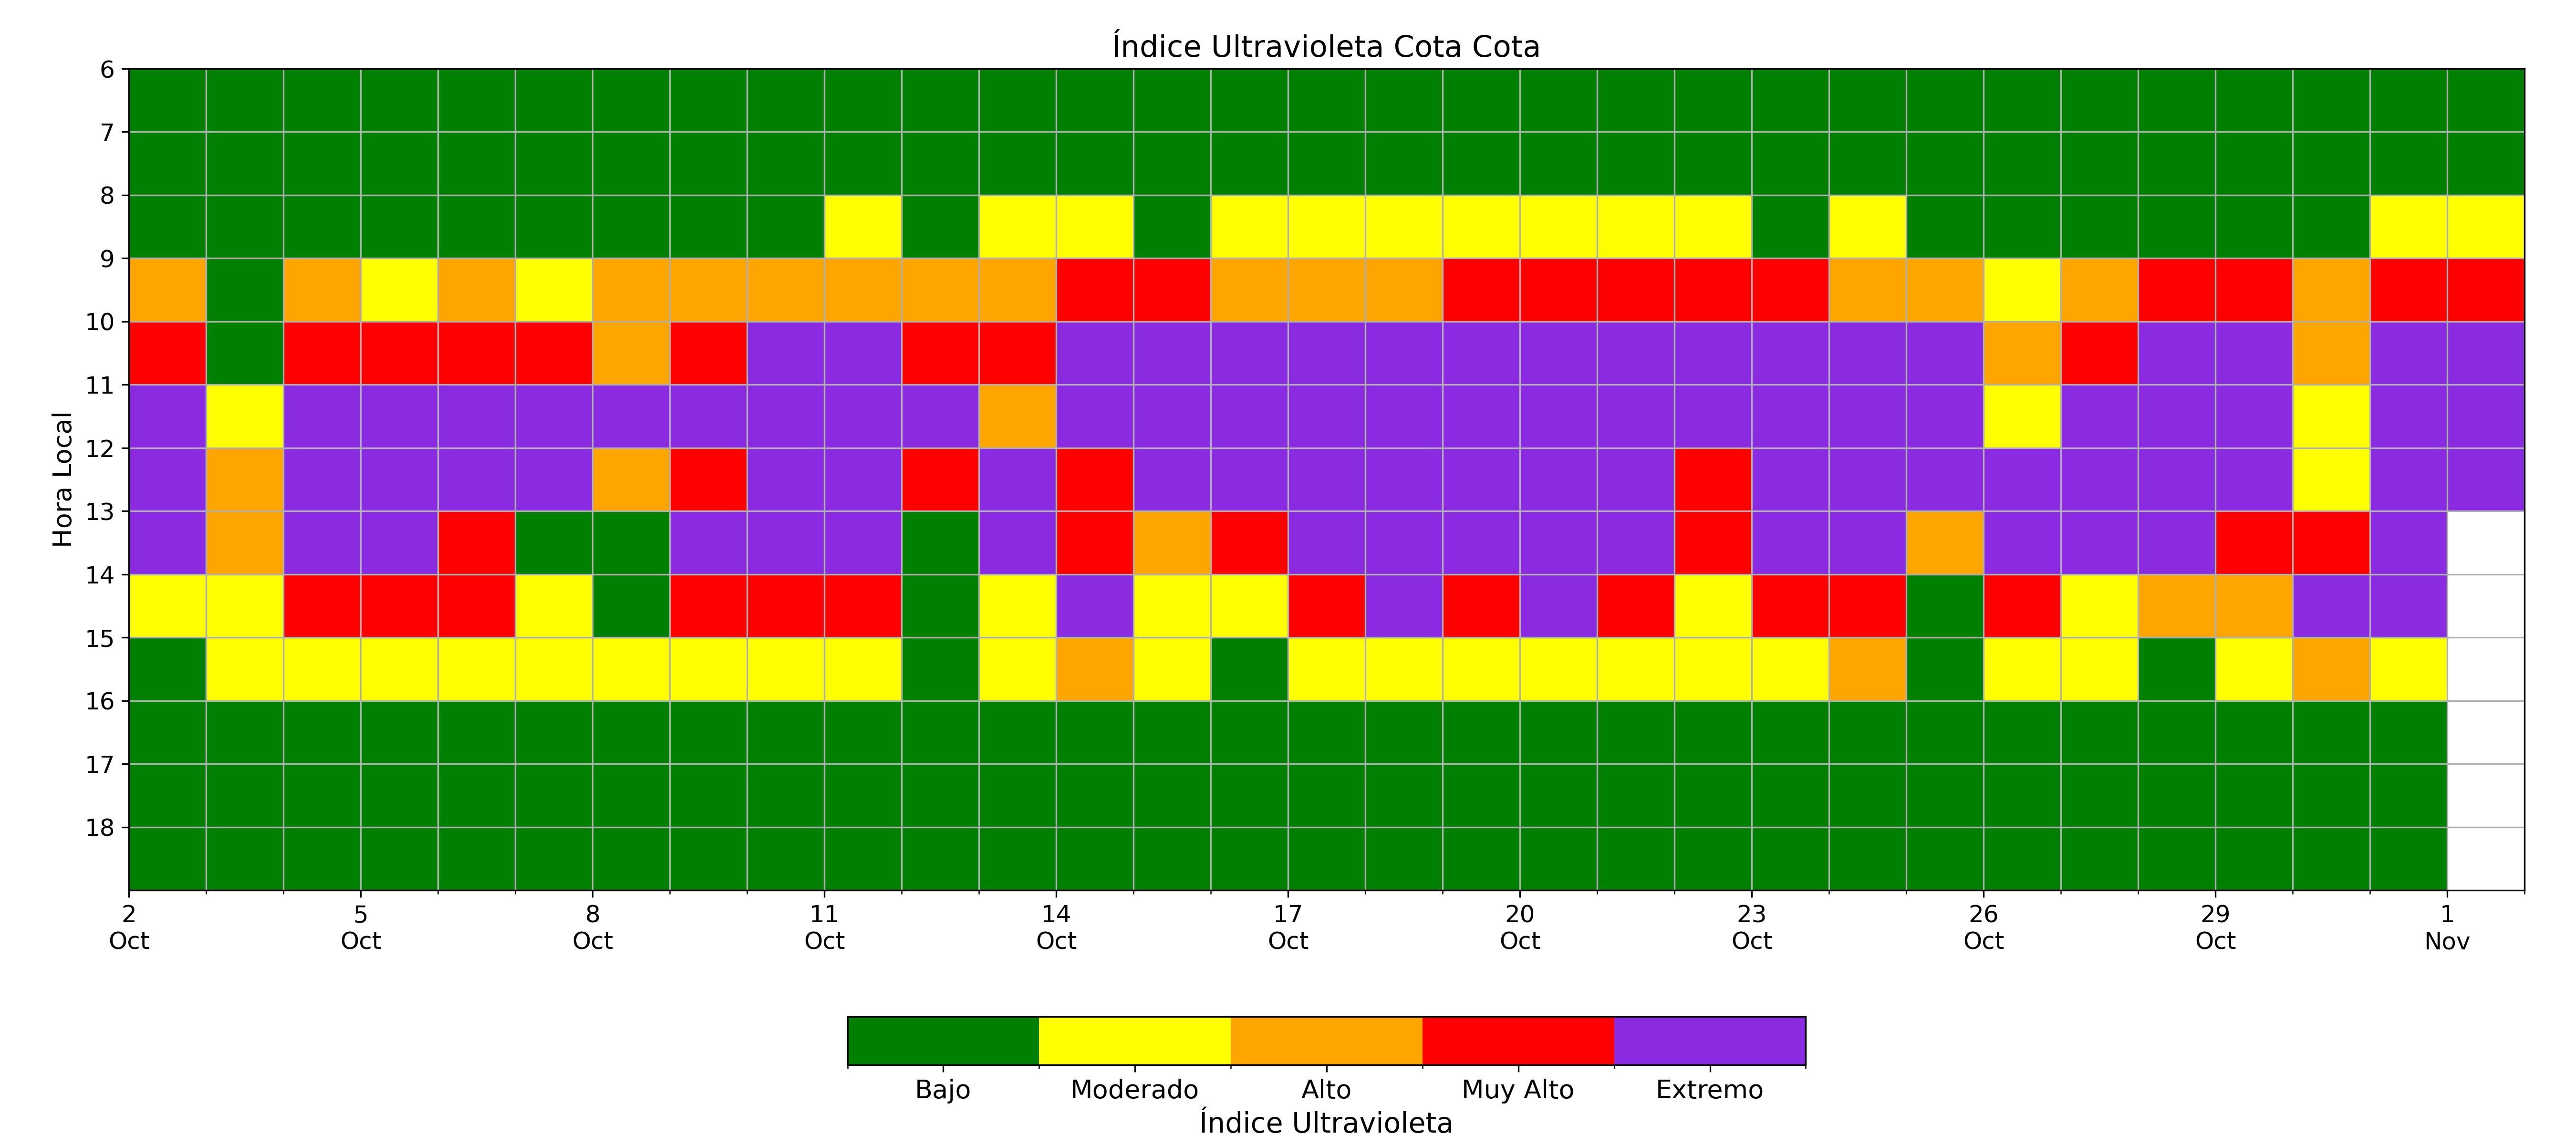 Índice Ultravioleta Cota Cota
Hora Local
6
7
8
9
10
11
12
13
14
15
16
17
18
2 5 8 11 14 17 20 23 26 29 1
Oct Oct Oct Oct Oct Oct Oct Oct Oct Oct Nov
Bajo Moderado Alto Muy Alto Extremo
Índice Ultravioleta